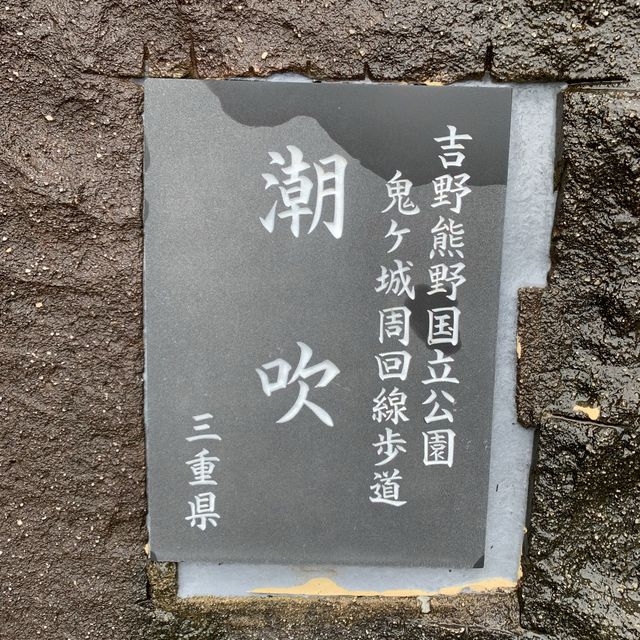 吉野熊野国立公園
鬼ヶ城周回線歩道
潮吹
三重県